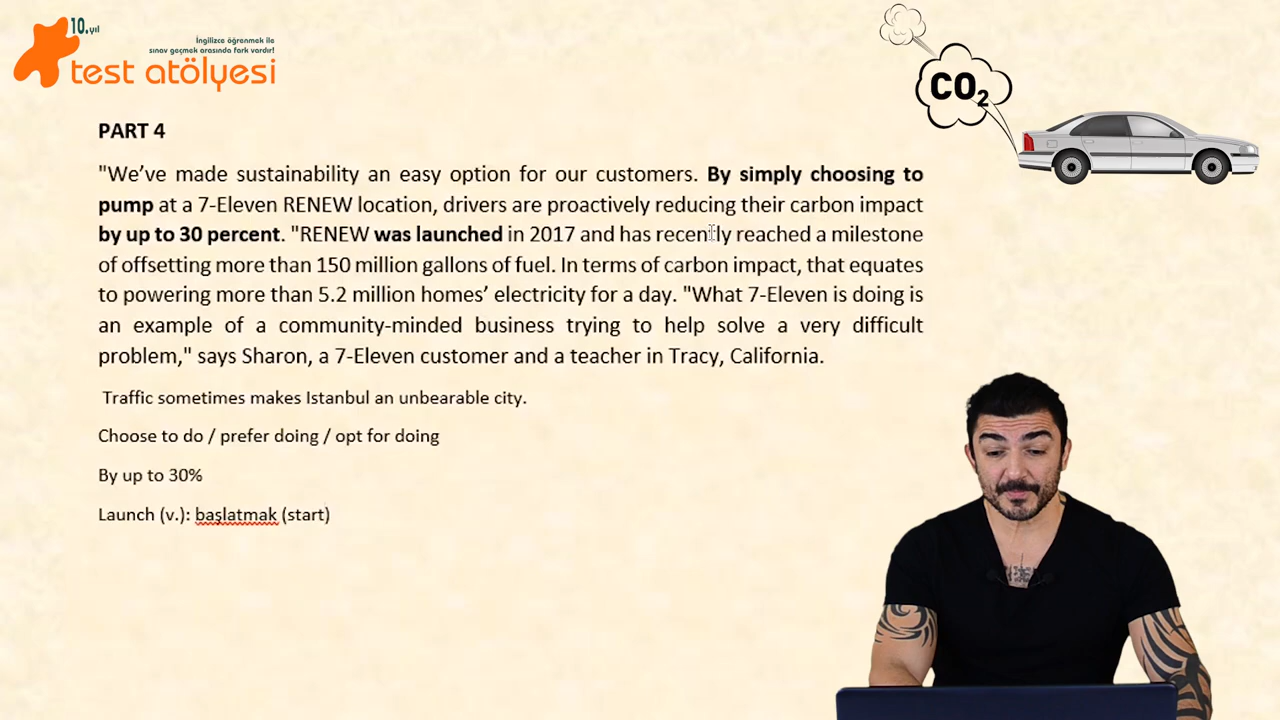 10.yıl
İngilizce öğrenmek ile
sınav geçmek arasında fark vardır!
test atölyesi
CO2
PART 4
"We've made sustainability an easy option for our customers. By simply choosing to
pump at a 7-Eleven RENEW location, drivers are proactively reducing their carbon impact
by up to 30 percent. "RENEW was launched in 2017 and has recently reached a milestone
of offsetting more than 150 million gallons of fuel. In terms of carbon impact, that equates
to powering more than 5.2 million homes' electricity for a day. "What 7-Eleven is doing is
an example of a community-minded business trying to help solve a very difficult
problem," says Sharon, a 7-Eleven customer and a teacher in Tracy, California.
Traffic sometimes makes Istanbul an unbearable city.
Choose to do / prefer doing / opt for doing
By up to 30%
Launch (v.): başlatmak (start)